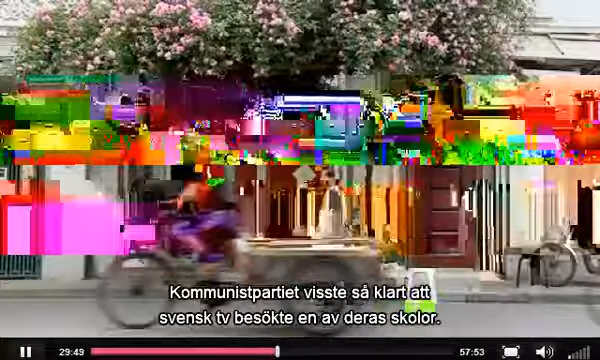 Kommunistpartiet visste så klart att
svensk tv besökte en av deras skolor.
29:49
57:53